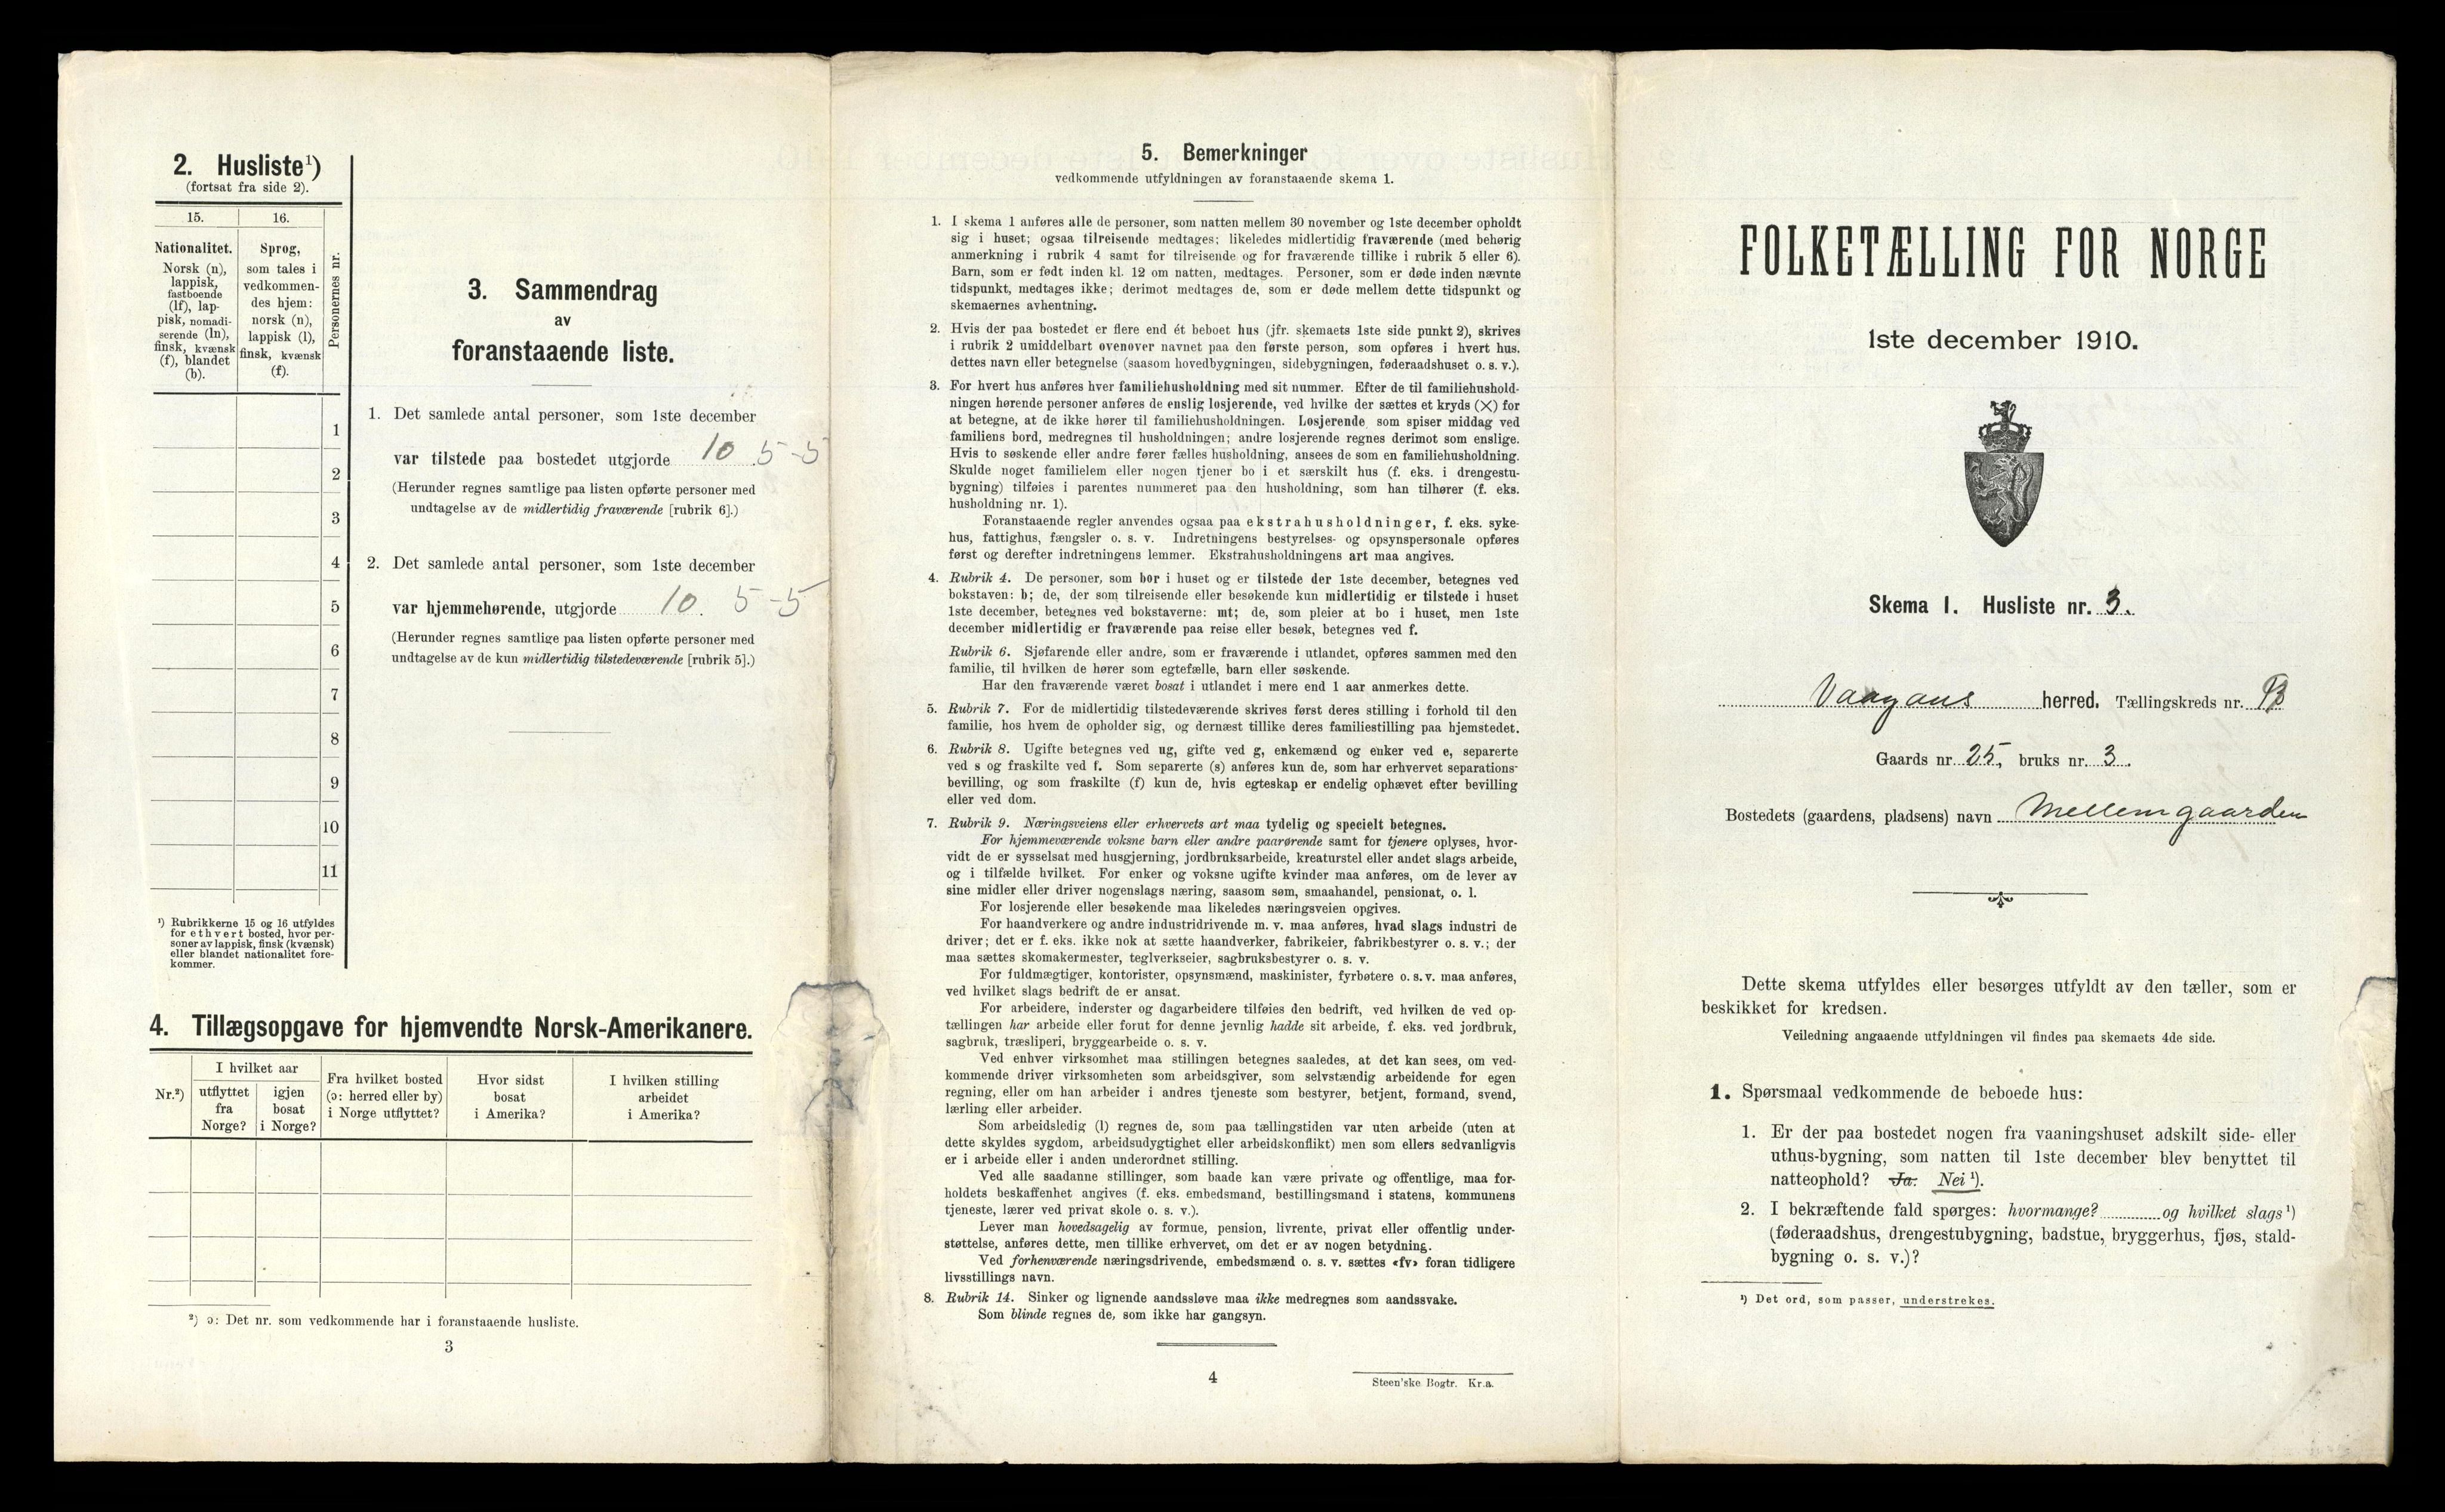 2. Husliste¹)
(fortsat fra side 2).
15. 16.
Nationalitet.
Norsk (n),
lappisk,
fastboende
(lf), lap-
pisk, nomadi-
serende (ln),
finsk, kvænsk
(f), blandet
(b).
Sprog,
som tales i
vedkommen-
des hjem:
norsk (n),
lappisk (l),
finsk, kvænsk
(f).
Personernes nr.
1
2
3
4
5
6
7
8
9
10
11
¹) Rubrikkerne 15 og 16 utfyldes
for ethvert bosted, hvor per-
soner av lappisk, finsk (kvænsk)
eller blandet nationalitet fore-
kommer.
3. Sammendrag
av
foranstaaende liste.
1. Det samlede antal personer, som 1ste december
var tilstede paa bostedet utgjorde 10 5-5
(Herunder regnes samtlige paa listen opførte personer med
undtagelse av de midlertidig fraværende [rubrik 6].)
2. Det samlede antal personer, som 1ste december
var hjemmehørende, utgjorde 10. 5-5
(Herunder regnes samtlige paa listen opførte personer med
undtagelse av de kun midlertidig tilstedeværende [rubrik 5].)
4. Tillægsopgave for hjemvendte Norsk-Amerikanere.
Nr.²)
I hvilket aar
utflyttet
fra
Norge?
igjen
bosat
i Norge?
Fra hvilket bosted
(ɔ: herred eller by)
i Norge utflyttet?
Hvor sidst
bosat
i Amerika?
I hvilken stilling
arbeidet
i Amerika?
²) ɔ: Det nr. som vedkommende har i foranstaaende husliste.
3
5. Bemerkninger
vedkommende utfyldningen av foranstaaende skema 1.
1. I skema 1 anføres alle de personer, som natten mellem 30 november og 1ste december opholdt
sig i huset; ogsaa tilreisende medtages; likeledes midlertidig fraværende (med behørig
anmerkning i rubrik 4 samt for tilreisende og for fraværende tillike i rubrik 5 eller 6).
Barn, som er født inden kl. 12 om natten, medtages. Personer, som er døde inden nævnte
tidspunkt, medtages ikke; derimot medtages de, som er døde mellem dette tidspunkt og
skemaernes avhentning.
2. Hvis der paa bostedet er flere end ét beboet hus (jfr. skemaets 1ste side punkt 2), skrives
i rubrik 2 umiddelbart ovenover navnet paa den første person, som opføres i hvert hus,
dettes navn eller betegnelse (saasom hovedbygningen, sidebygningen, føderaadshuset o. s. v.).
3. For hvert hus anføres hver familiehusholdning med sit nummer. Efter de til familiehushold-
ningen hørende personer anføres de enslig losjerende, ved hvilke der sættes et kryds (×) for
at betegne, at de ikke hører til familiehusholdningen. Losjerende som spiser middag ved
familiens bord, medregnes til husholdningen; andre losjerende regnes derimot som enslige.
Hvis to søskende eller andre fører fælles husholdning, ansees de som en familiehusholdning.
Skulde noget familielem eller nogen tjener bo i et særskilt hus (f. eks. i drengestu-
bygning) tilføies i parentes nummeret paa den husholdning, som han tilhører (f. eks.
husholdning nr. 1).
Foranstaaende regler anvendes ogsaa paa ekstrahusholdninger, f. eks. syke-
hus, fattighus, fængsler o. s. v. Indretningens bestyrelses- og opsynspersonale opføres
først og derefter indretningens lemmer. Ekstrahusholdningens art maa angives.
4. Rubrik 4. De personer, som bor i huset og er tilstede der 1ste december, betegnes ved
bokstaven: b; de, der som tilreisende eller besøkende kun midlertidig er tilstede i huset
1ste december, betegnes ved bokstaverne: mt; de, som pleier at bo i huset, men 1ste
december midlertidig er fraværende paa reise eller besøk, betegnes ved f.
Rubrik 6. Sjøfarende eller andre, som er fraværende i utlandet, opføres sammen med den
familie, til hvilken de hører som egtefælle, barn eller søskende.
Har den fraværende været bosat i utlandet i mere end 1 aar anmerkes dette.
5. Rubrik 7. For de midlertidig tilstedeværende skrives først deres stilling i forhold til den
familie, hos hvem de opholder sig, og dernæst tillike deres familiestilling paa hjemstedet.
6. Rubrik 8. Ugifte betegnes ved ug, gifte ved g, enkemænd og enker ved e, separerte
ved s og fraskilte ved f. Som separerte (s) anføres kun de, som har erhvervet separations-
bevilling, og som fraskilte (f) kun de, hvis egteskap er endelig ophævet efter bevilling
eller ved dom.
7. Rubrik 9. Næringsveiens eller erhvervets art maa tydelig og specielt betegnes.
For hjemmeværende voksne barn eller andre paarørende samt for tjenere oplyses, hvor-
vidt de er sysselsat med husgjerning, jordbruksarbeide, kreaturstel eller andet slags arbeide,
og i tilfælde hvilket. For enker og voksne ugifte kvinder maa anføres, om de lever av
sine midler eller driver nogenslags næring, saasom søm, smaahandel, pensionat, o. l.
For losjerende eller besøkende maa likeledes næringsveien opgives.
For haandverkere og andre industridrivende m. v. maa anføres, hvad slags industri de
driver; det er f. eks. ikke nok at sætte haandverker, fabrikeier, fabrikbestyrer o. s. v.; der
maa sættes skomakermester, teglverkseier, sagbruksbestyrer o. s. v.
For fuldmægtiger, kontorister, opsynsmænd, maskinister, fyrbøtere o. s. v. maa anføres,
ved hvilket slags bedrift de er ansat.
For arbeidere, inderster og dagarbeidere tilføies den bedrift, ved hvilken de ved op-
tællingen har arbeide eller forut for denne jevnlig hadde sit arbeide, f. eks. ved jordbruk,
sagbruk, træsliperi, bryggearbeide o. s. v.
Ved enhver virksomhet maa stillingen betegnes saaledes, at det kan sees, om ved-
kommende driver virksomheten som arbeidsgiver, som selvstændig arbeidende for egen
regning, eller om han arbeider i andres tjeneste som bestyrer, betjent, formand, svend,
lærling eller arbeider.
Som arbeidsledig (l) regnes de, som paa tællingstiden var uten arbeide (uten at
dette skyldes sygdom, arbeidsudygtighet eller arbeidskonflikt) men som ellers sedvanligvis
er i arbeide eller i anden underordnet stilling.
Ved alle saadanne stillinger, som baade kan være private og offentlige, maa for-
holdets beskaffenhet angives (f. eks. embedsmand, bestillingsmand i statens, kommunens
tjeneste, lærer ved privat skole o. s. v.).
Lever man hovedsagelig av formue, pension, livrente, privat eller offentlig under-
støttelse, anføres dette, men tillike erhvervet, om det er av nogen betydning.
Ved forhenværende næringsdrivende, embedsmænd o. s. v. sættes «fv» foran tidligere
livsstillings navn.
8. Rubrik 14. Sinker og lignende aandssløve maa ikke medregnes som aandssvake.
Som blinde regnes de, som ikke har gangsyn.
4
Steen'ske Bogtr. Kr.a.
FOLKETÆLLING FOR NORGE
1ste december 1910.
Skema 1. Husliste nr. 3.
Vaagans herred. Tællingskreds nr. B
Gaards nr. 25, bruks nr. 3.
Bostedets (gaardens, pladsens) navn Mellemgaarden
Dette skema utfyldes eller besørges utfyldt av den tæller, som er
beskikket for kredsen.
Veiledning angaaende utfyldningen vil findes paa skemaets 4de side.
1. Spørsmaal vedkommende de beboede hus:
1. Er der paa bostedet nogen fra vaaningshuset adskilt side- eller
uthus-bygning, som natten til 1ste december blev benyttet til
natteophold? Ja. Nei ¹).
2. I bekræftende fald spørges: hvormange? og hvilket slags ¹)
(føderaadshus, drengestubygning, badstue, bryggerhus, fjøs, stald-
bygning o. s. v.)?
¹) Det ord, som passer, understrekes.